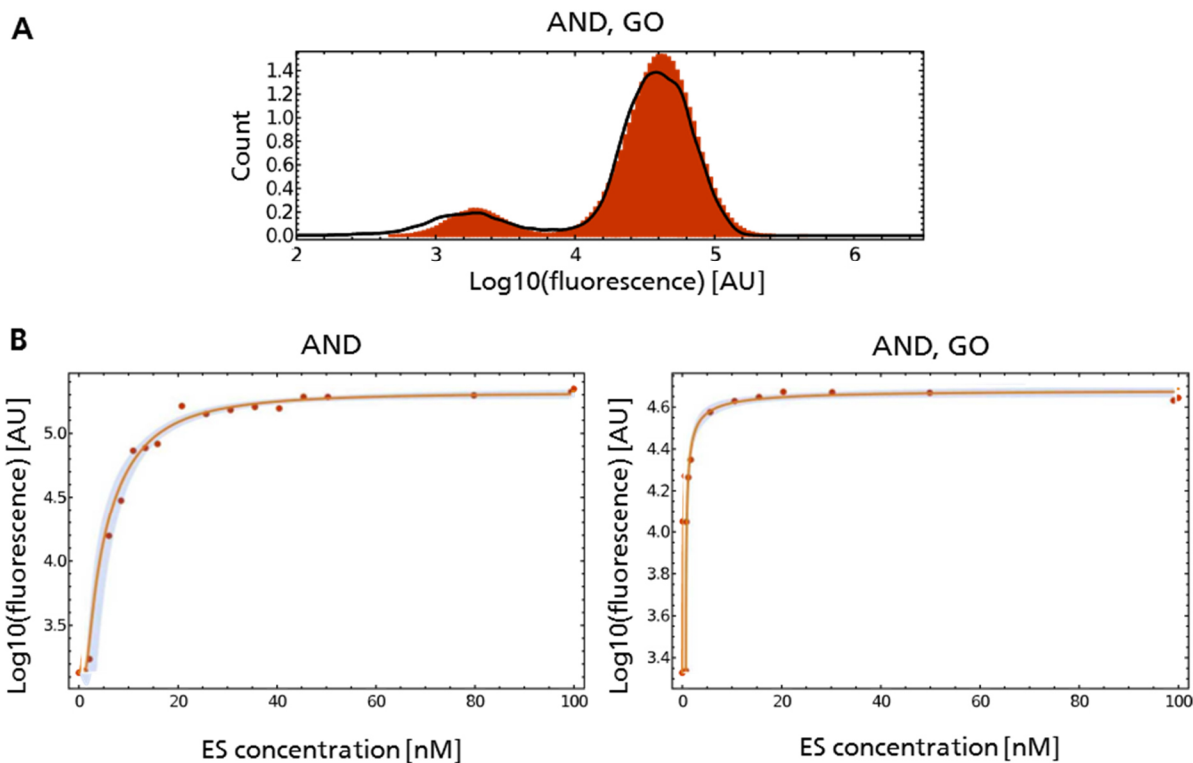 A
AND, GO
Count
1.4
1.2
1.0
0.8
0.6
0.4
0.2
0.0
2 3 4 5 6
Log10(fluorescence) [AU]
B
AND
Log10(fluorescence) [AU]
5.0
4.5
4.0
3.5
0 20 40 60 80 100
ES concentration [nM]
AND, GO
Log10(fluorescence) [AU]
4.6
4.4
4.2
4.0
3.8
3.6
3.4
0 20 40 60 80 100
ES concentration [nM]